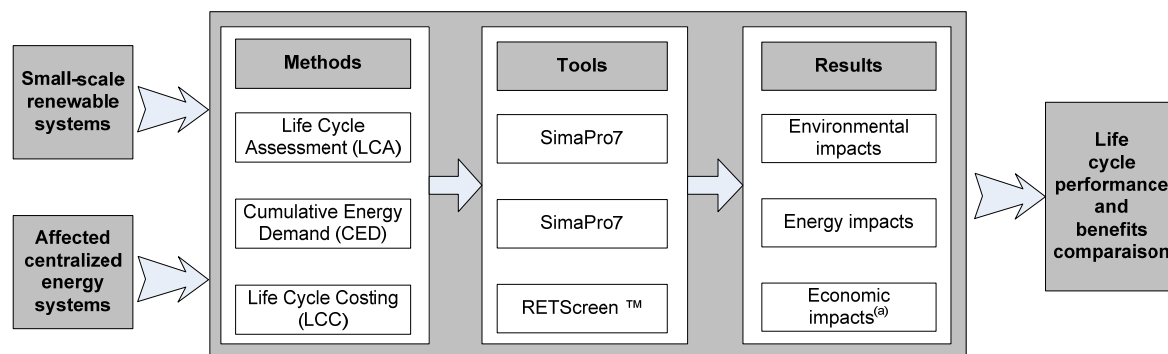 Small-scale
renewable
systems
Affected
centralized
energy
systems
Methods
Life Cycle
Assessment (LCA)
Cumulative Energy
Demand (CED)
Life Cycle Costing
(LCC)
Tools
SimaPro7
SimaPro7
RETScreen ™
Results
Environmental
impacts
Energy impacts
Economic
impacts(a)
Life
cycle
performance
and
benefits
comparaison